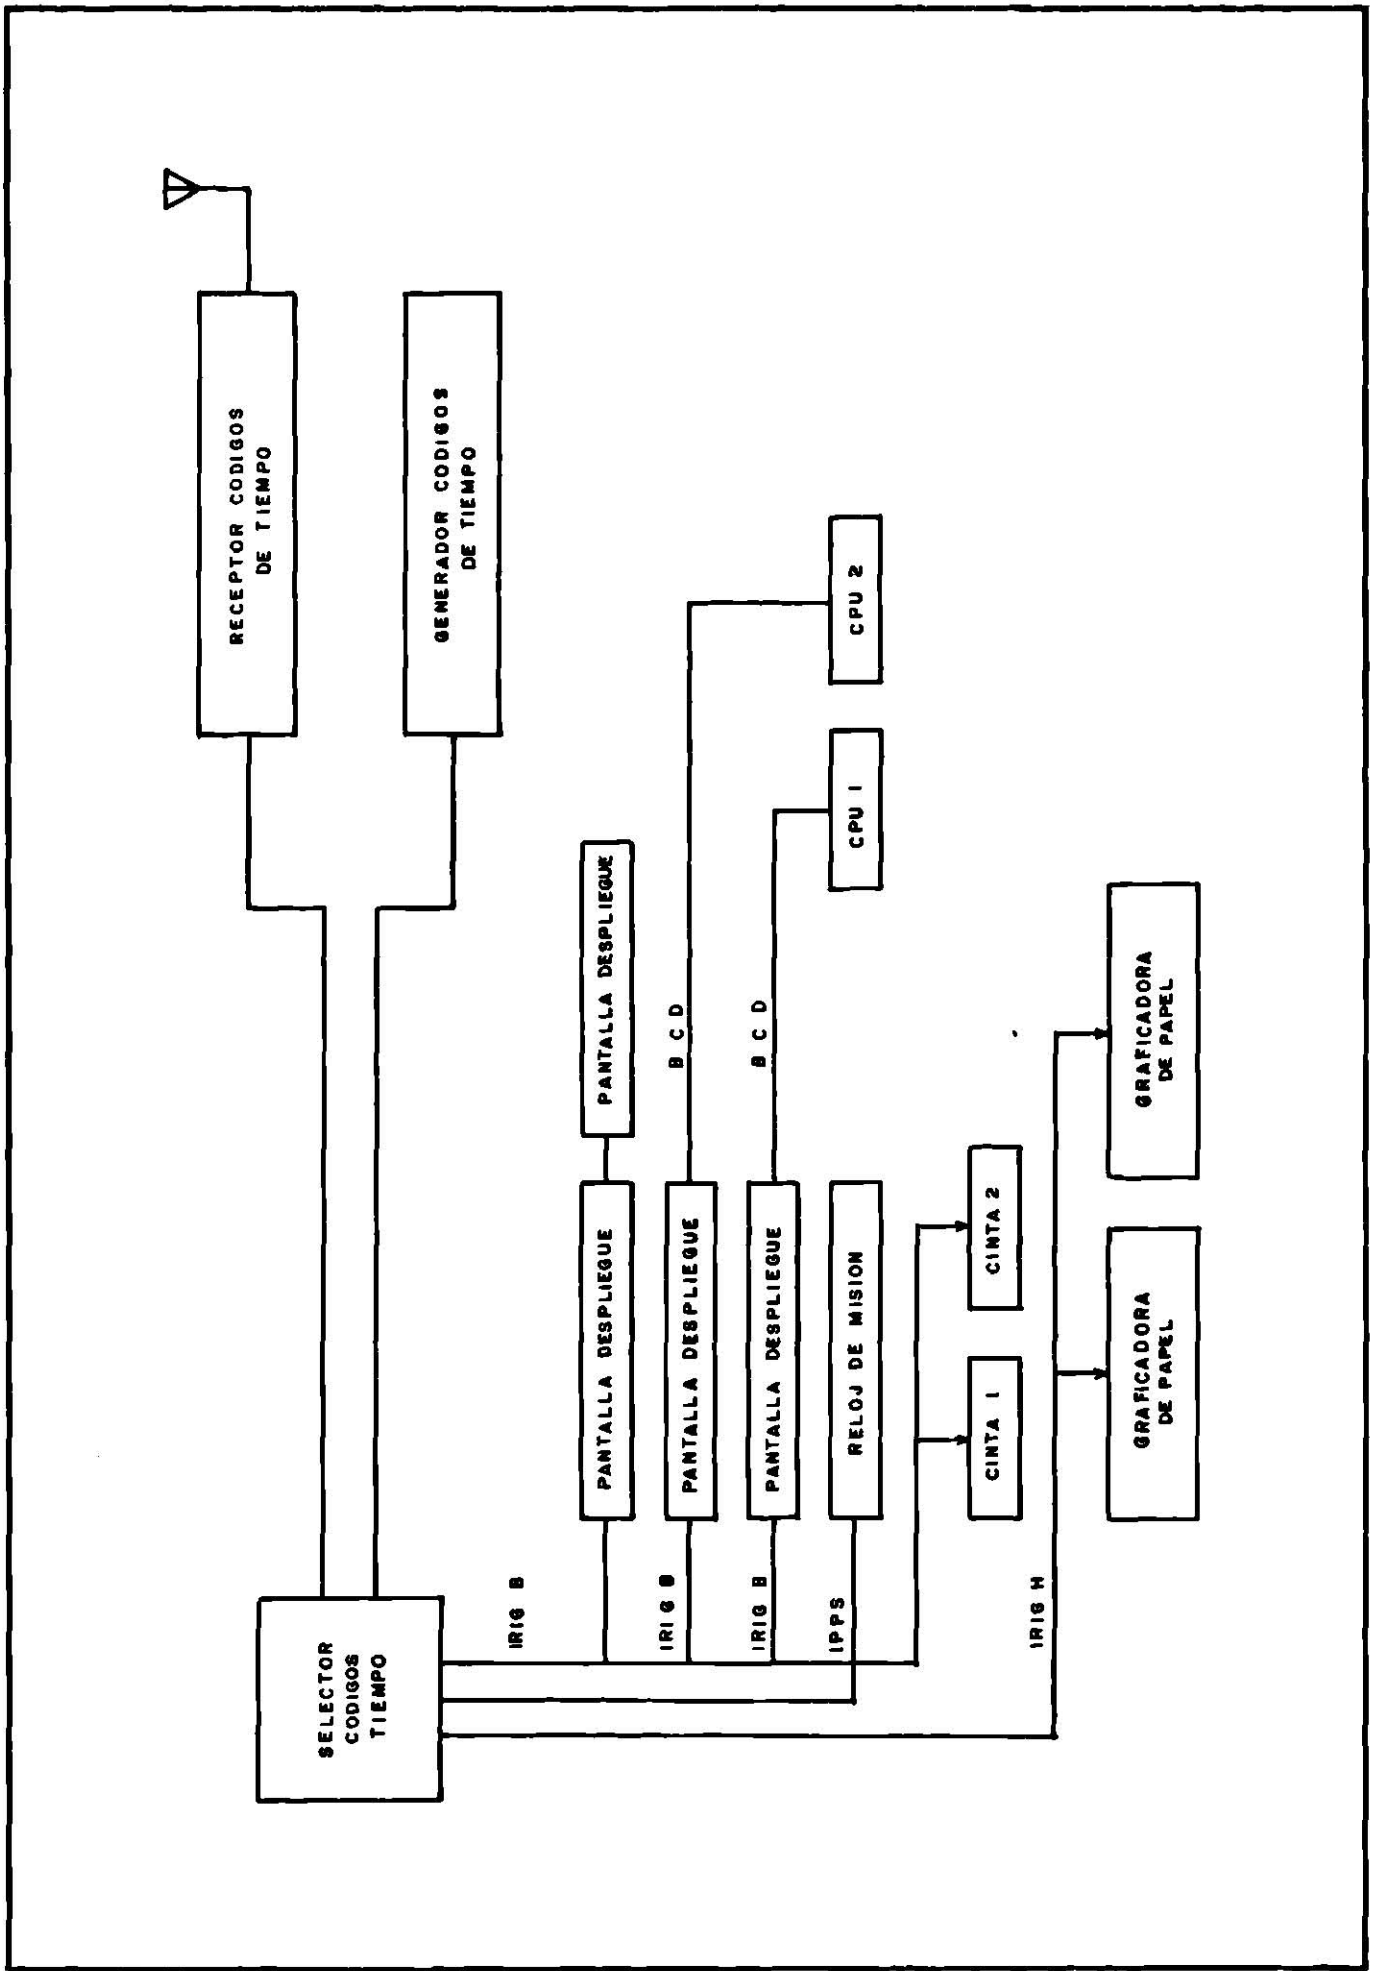 RECEPTOR CODIGOS
DE TIEMPO
GENERADOR CODIGOS
DE TIEMPO
SELECTOR
CODIGOS
TIEMPO
IRIG B
PANTALLA DESPLIEGUE
PANTALLA DESPLIEGUE
IRIG B
PANTALLA DESPLIEGUE
B C D
CPU 2
IRIG B
PANTALLA DESPLIEGUE
B C D
CPU 1
1PPS
RELOJ DE MISION
CINTA 1
CINTA 2
IRIG H
GRAFICADORA
DE PAPEL
GRAFICADORA
DE PAPEL